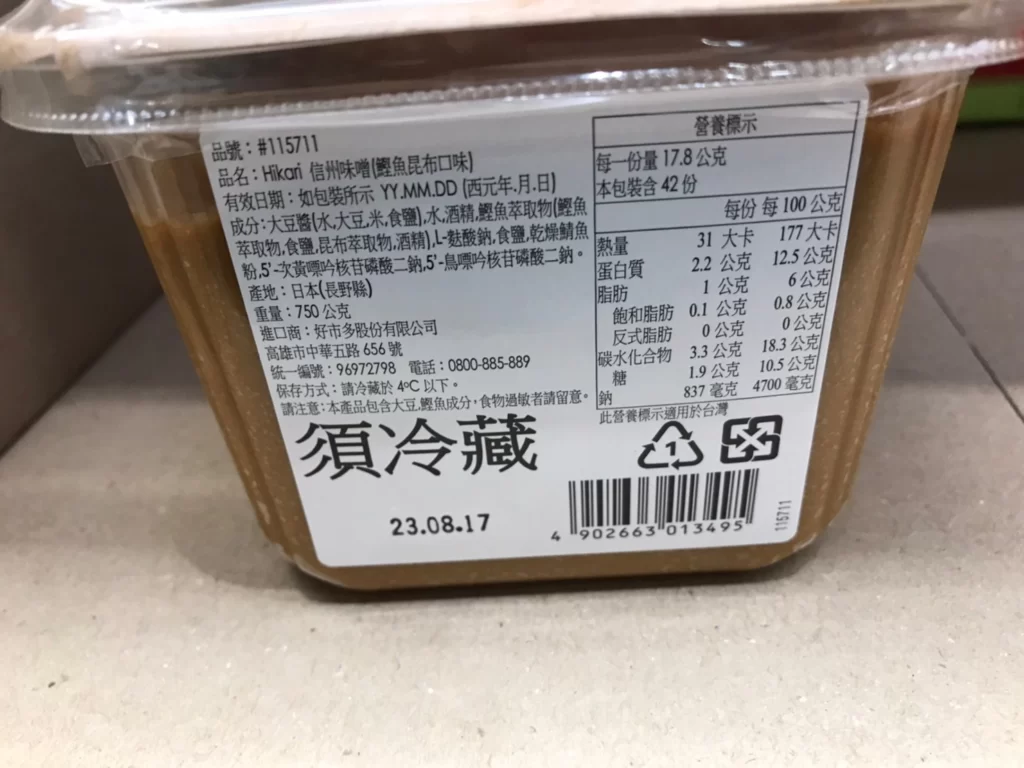 品號：#115711
品名：Hikari 信州味噌(鰹魚昆布口味)
有效日期：如包裝所示 YY.MM.DD (西元年.月.日)
成分：大豆醬(水,大豆,米,食鹽),水,酒精,鰹魚萃取物(鰹魚
萃取物,食鹽,昆布萃取物,酒精),L-麩酸鈉,食鹽,乾燥鯖魚
粉,5'-次黃嘌呤核苷磷酸二鈉,5'-鳥嘌呤核苷磷酸二鈉。
產地：日本(長野縣)
重量：750 公克
進口商：好市多股份有限公司
高雄市中華五路 656 號
統一編號：96972798 電話：0800-885-889
保存方式：請冷藏於 4°C 以下。
請注意：本產品包含大豆,鰹魚成分，食物過敏者請留意。
須冷藏
23.08.17
營養標示
每一份量 17.8 公克
本包裝含 42 份
每份 每 100 公克
熱量 31 大卡 177 大卡
蛋白質 2.2 公克 12.5 公克
脂肪 1 公克 6 公克
飽和脂肪 0.1 公克 0.8 公克
反式脂肪 0 公克 0 公克
碳水化合物 3.3 公克 18.3 公克
糖 1.9 公克 10.5 公克
鈉 837 毫克 4700 毫克
此營養標示適用於台灣
1
4 902663 013495
115711